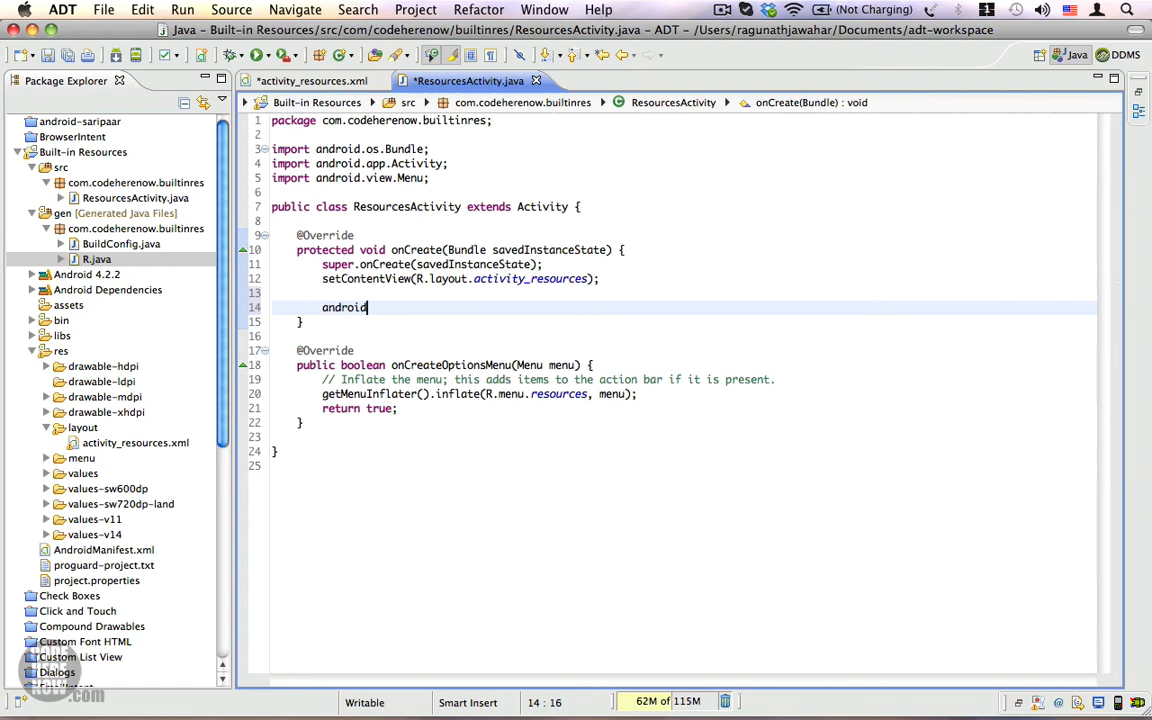 ADT File Edit Run Source Navigate Search Project Refactor Window Help (Not Charging)
Java – Built-in Resources/src/com/codeherenow/builtinres/ResourcesActivity.java – ADT – /Users/ragunathjawahar/Documents/adt-workspace
Java DDMS
Package Explorer
*activity_resources.xml
*ResourcesActivity.java
Built-in Resources src com.codeherenow.builtinres ResourcesActivity onCreate(Bundle) : void
android-saripaar
BrowserIntent
Built-in Resources
src
com.codeherenow.builtinres
ResourcesActivity.java
gen [Generated Java Files]
com.codeherenow.builtinres
BuildConfig.java
R.java
Android 4.2.2
Android Dependencies
assets
bin
libs
res
drawable-hdpi
drawable-ldpi
drawable-mdpi
drawable-xhdpi
layout
activity_resources.xml
menu
values
values-sw600dp
values-sw720dp-land
values-v11
values-v14
AndroidManifest.xml
proguard-project.txt
project.properties
Check Boxes
Click and Touch
Compound Drawables
Custom Font HTML
Custom List View
Dialogs
1 package com.codeherenow.builtinres;
2
3 import android.os.Bundle;
4 import android.app.Activity;
5 import android.view.Menu;
6
7 public class ResourcesActivity extends Activity {
8
9 @Override
10 protected void onCreate(Bundle savedInstanceState) {
11 super.onCreate(savedInstanceState);
12 setContentView(R.layout.activity_resources);
13
14 android
15 }
16
17 @Override
18 public boolean onCreateOptionsMenu(Menu menu) {
19 // Inflate the menu; this adds items to the action bar if it is present.
20 getMenuInflater().inflate(R.menu.resources, menu);
21 return true;
22 }
23
24 }
25
CODE
HERE
NOW.com
Writable Smart Insert 14 : 16 62M of 115M